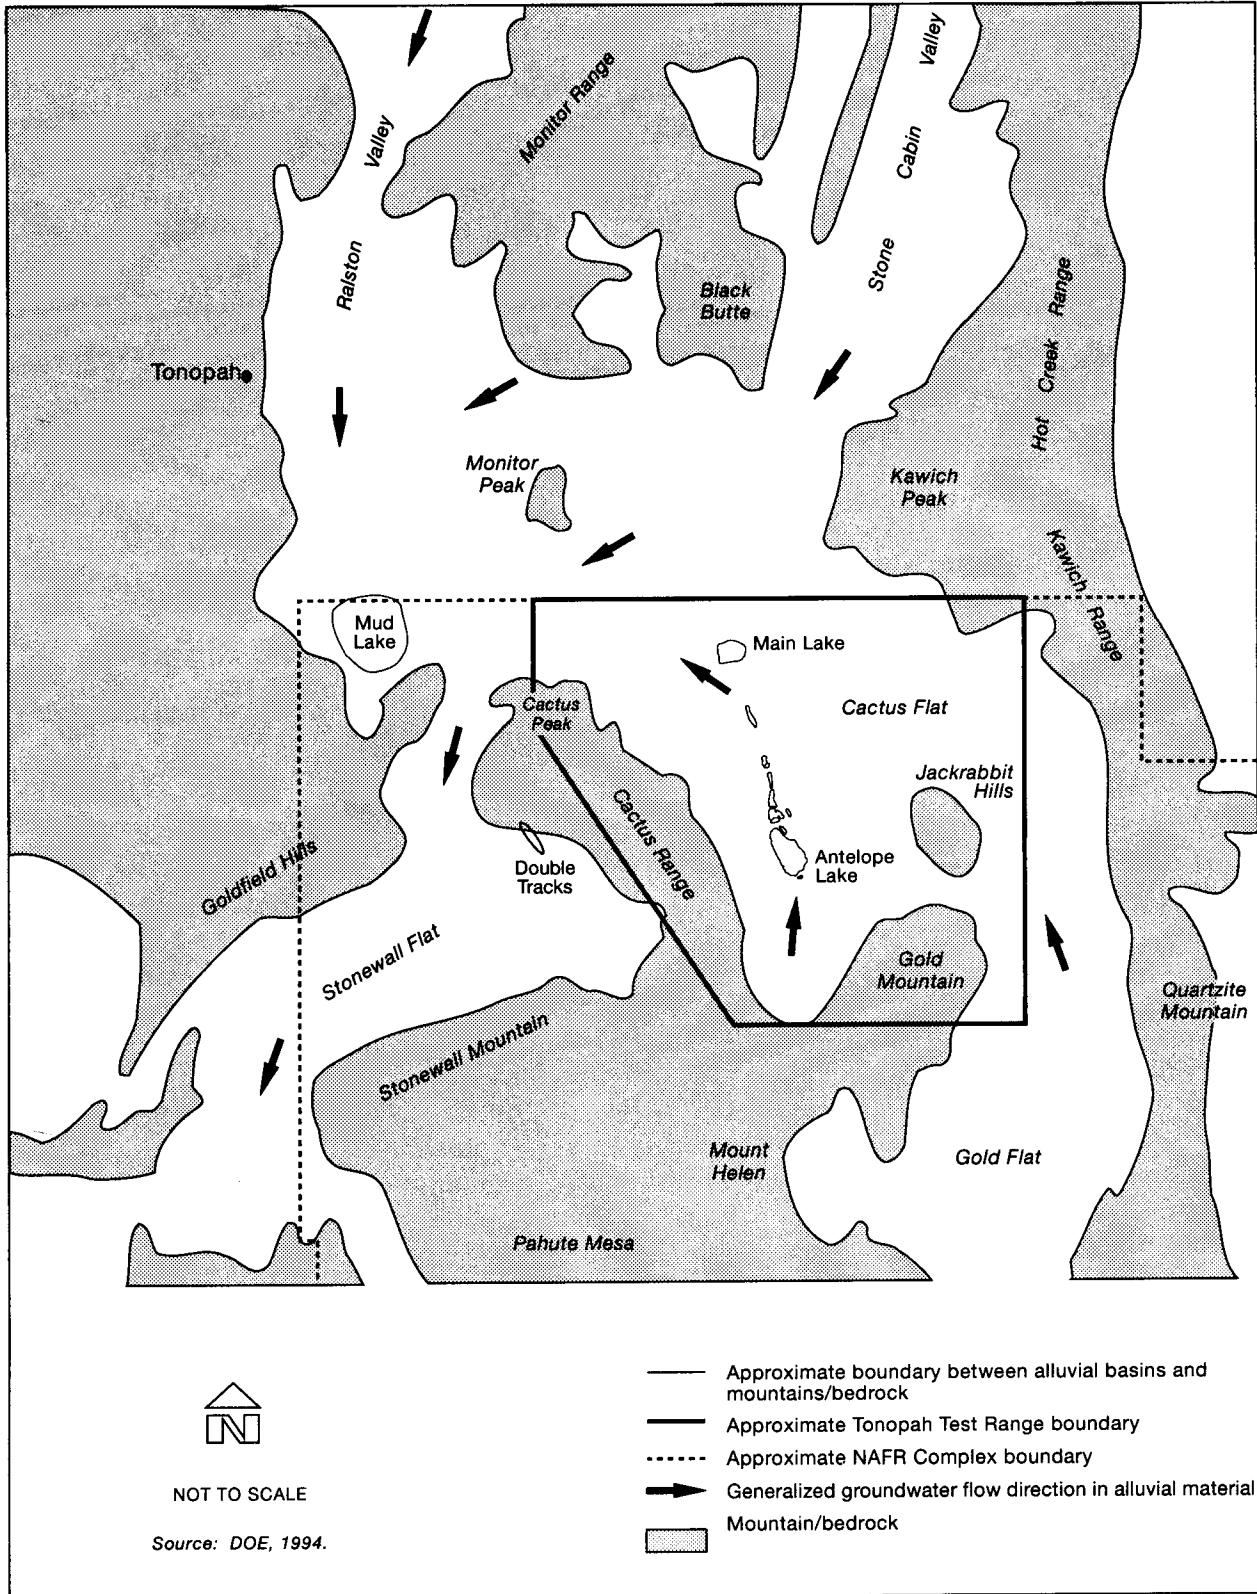 Valley
Monitor Range
Valley
Cabin
Ralston
Stone
Hot Creek Range
Black
Butte
Tonopah
Monitor
Peak
Kawich
Peak
Kawich Range
Mud
Lake
Main Lake
Cactus
Peak
Cactus Flat
Jackrabbit
Hills
Cactus Range
Double
Tracks
Antelope
Lake
Goldfield Hills
Stonewall Flat
Gold
Mountain
Quartzite
Mountain
Stonewall Mountain
Mount
Helen
Gold Flat
Pahute Mesa
N
NOT TO SCALE
Source: DOE, 1994.
Approximate boundary between alluvial basins and
mountains/bedrock
Approximate Tonopah Test Range boundary
Approximate NAFR Complex boundary
Generalized groundwater flow direction in alluvial material
Mountain/bedrock